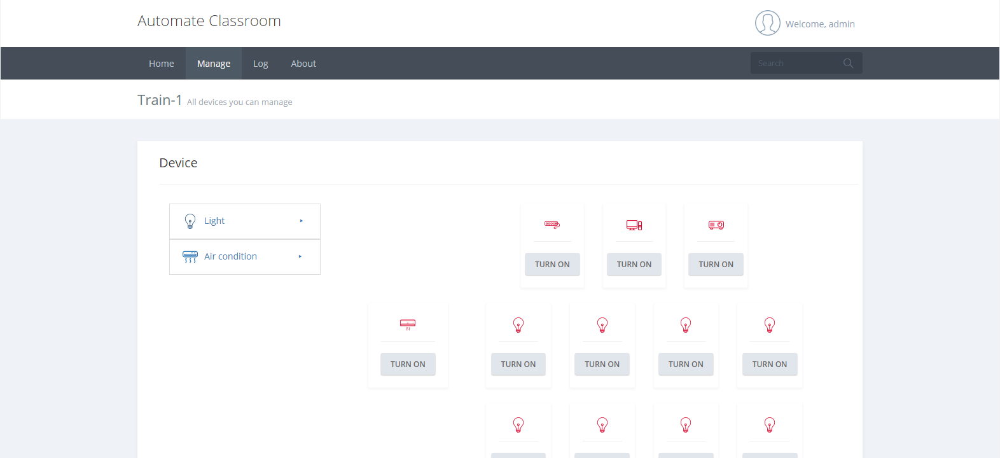 Automate Classroom
Welcome, admin
Home Manage Log About
Search
Train-1 All devices you can manage
Device
Light
Air condition
TURN ON TURN ON TURN ON
TURN ON TURN ON TURN ON TURN ON TURN ON